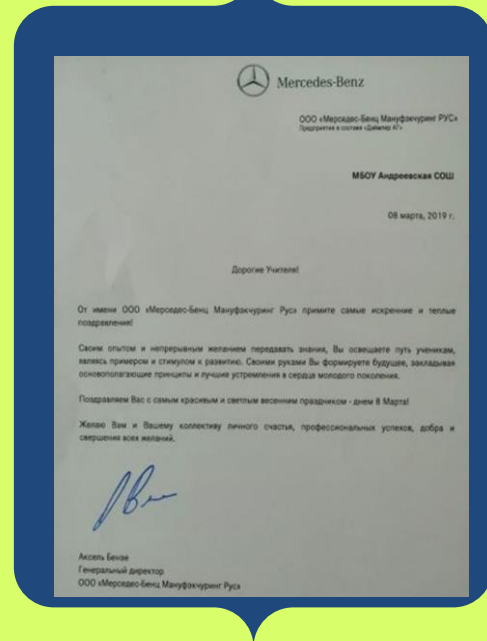 Mercedes-Benz
ООО «Мерседес-Бенц Мануфэкчуринг РУС»
Предприятие в составе «Даймлер АГ»
МБОУ Андреевская СОШ
08 марта, 2019 г.
Дорогие Учителя!
От имени ООО «Мерседес-Бенц Мануфэкчуринг Рус» примите самые искренние и теплые
поздравления!
Своим опытом и непрерывным желанием передавать знания, Вы освещаете путь ученикам,
являясь примером и стимулом к развитию. Своими руками Вы формируете будущее, закладывая
основополагающие принципы и лучшие устремления в сердца молодого поколения.
Поздравляем Вас с самым красивым и светлым весенним праздником - днем 8 Марта!
Желаю Вам и Вашему коллективу личного счастья, профессиональных успехов, добра и
свершения всех желаний.
Аксель Бензе
Генеральный директор
ООО «Мерседес-Бенц Мануфэкчуринг Рус»